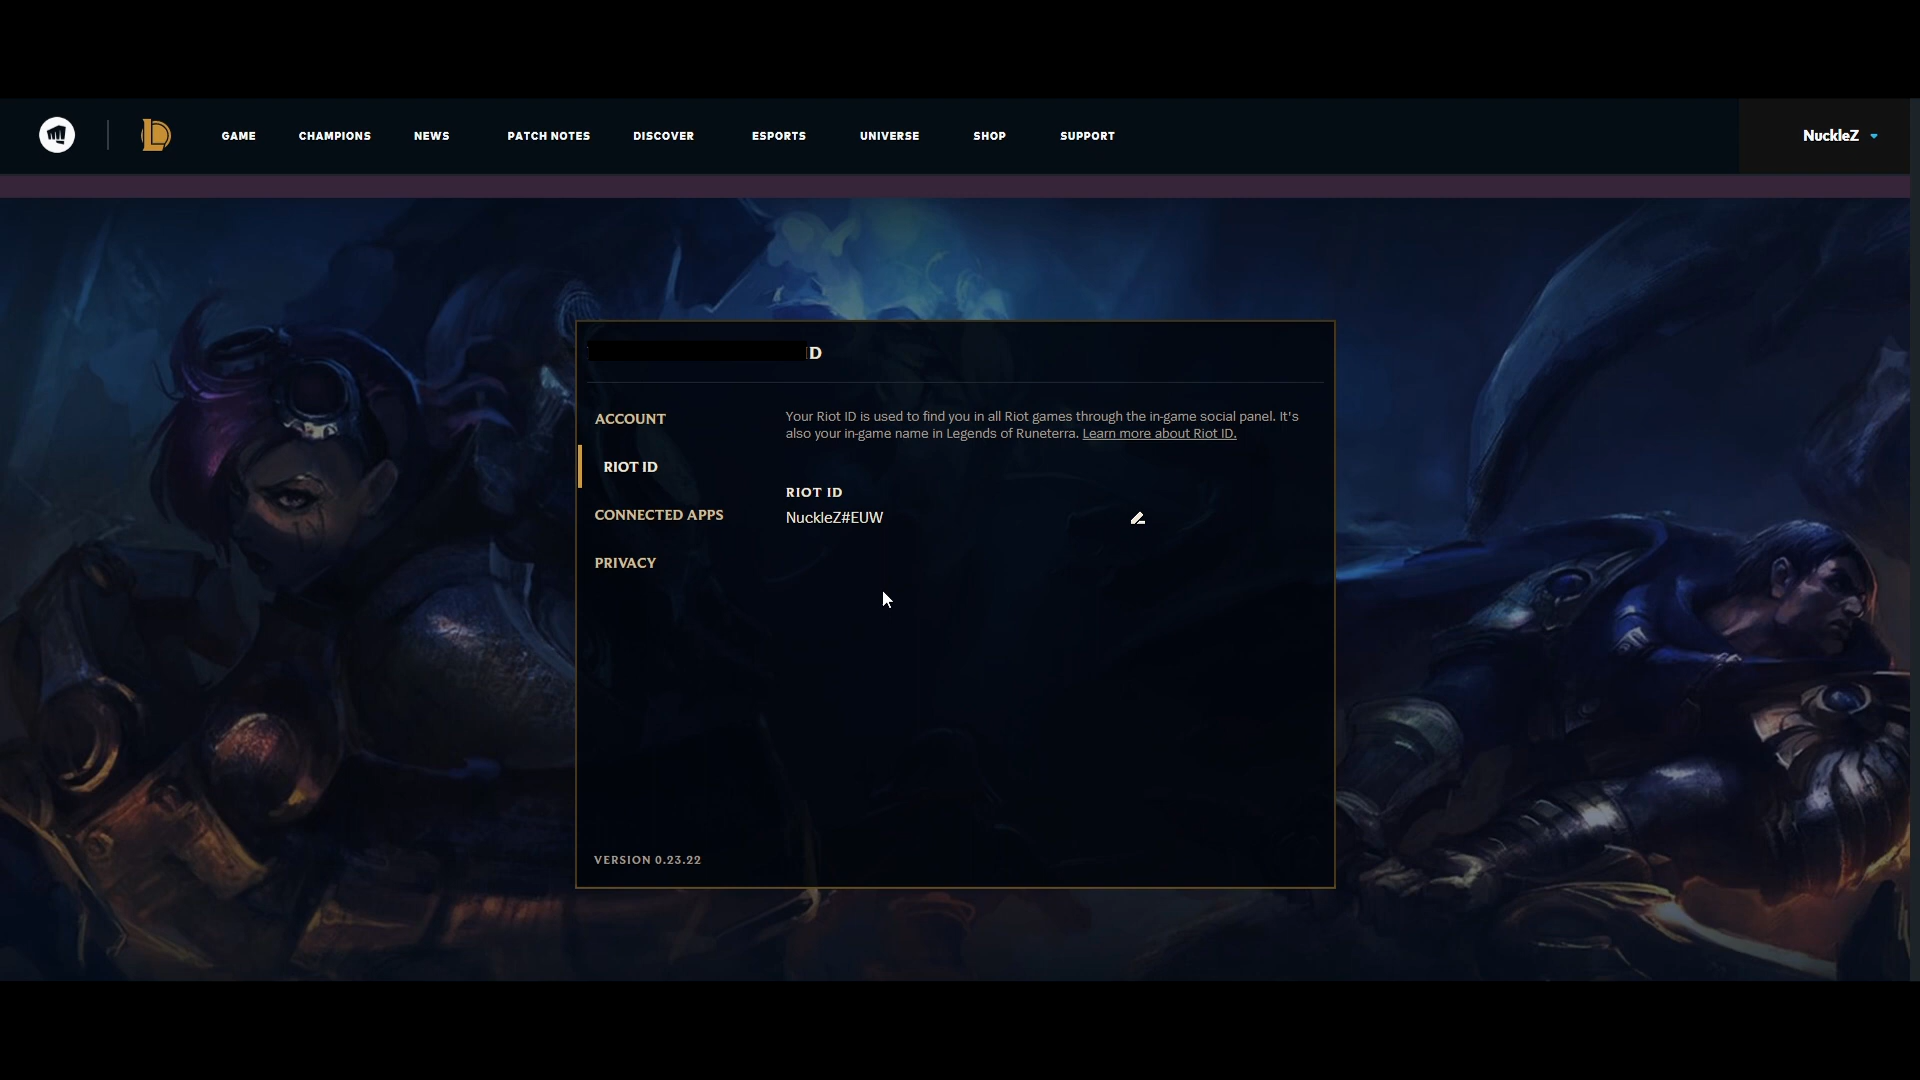 GAME CHAMPIONS NEWS PATCH NOTES DISCOVER ESPORTS UNIVERSE SHOP SUPPORT NuckleZ
ID
ACCOUNT
RIOT ID
CONNECTED APPS
PRIVACY
Your Riot ID is used to find you in all Riot games through the in-game social panel. It's
also your in-game name in Legends of Runeterra. Learn more about Riot ID.
RIOT ID
NuckleZ#EUW
VERSION 0.23.22